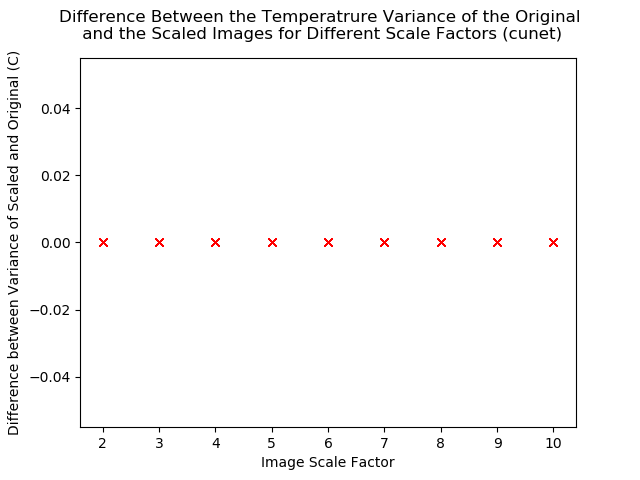 Difference Between the Temperatrure Variance of the Original
and the Scaled Images for Different Scale Factors (cunet)
Difference between Variance of Scaled and Original (C)
0.04
0.02
0.00
−0.02
−0.04
2 3 4 5 6 7 8 9 10
Image Scale Factor